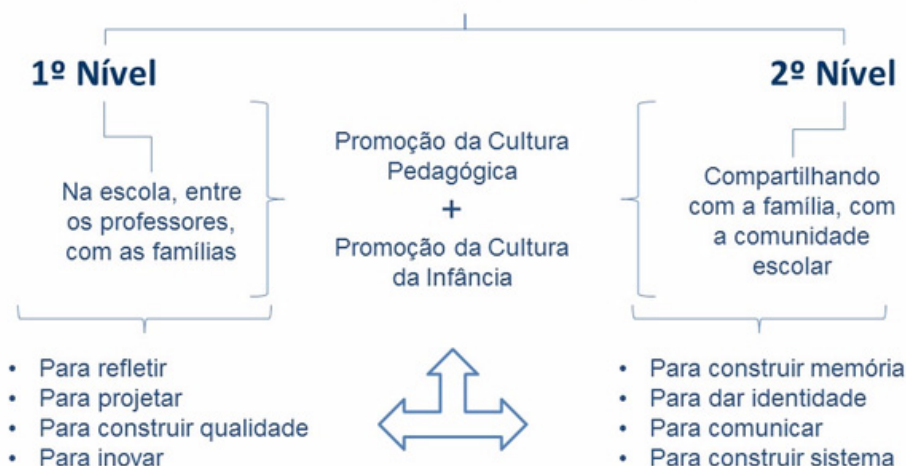 1º Nível
2º Nível
Na escola, entre
os professores,
com as famílias
Promoção da Cultura
Pedagógica
+
Promoção da Cultura
da Infância
Compartilhando
com a família, com
a comunidade
escolar
• Para refletir
• Para projetar
• Para construir qualidade
• Para inovar
• Para construir memória
• Para dar identidade
• Para comunicar
• Para construir sistema